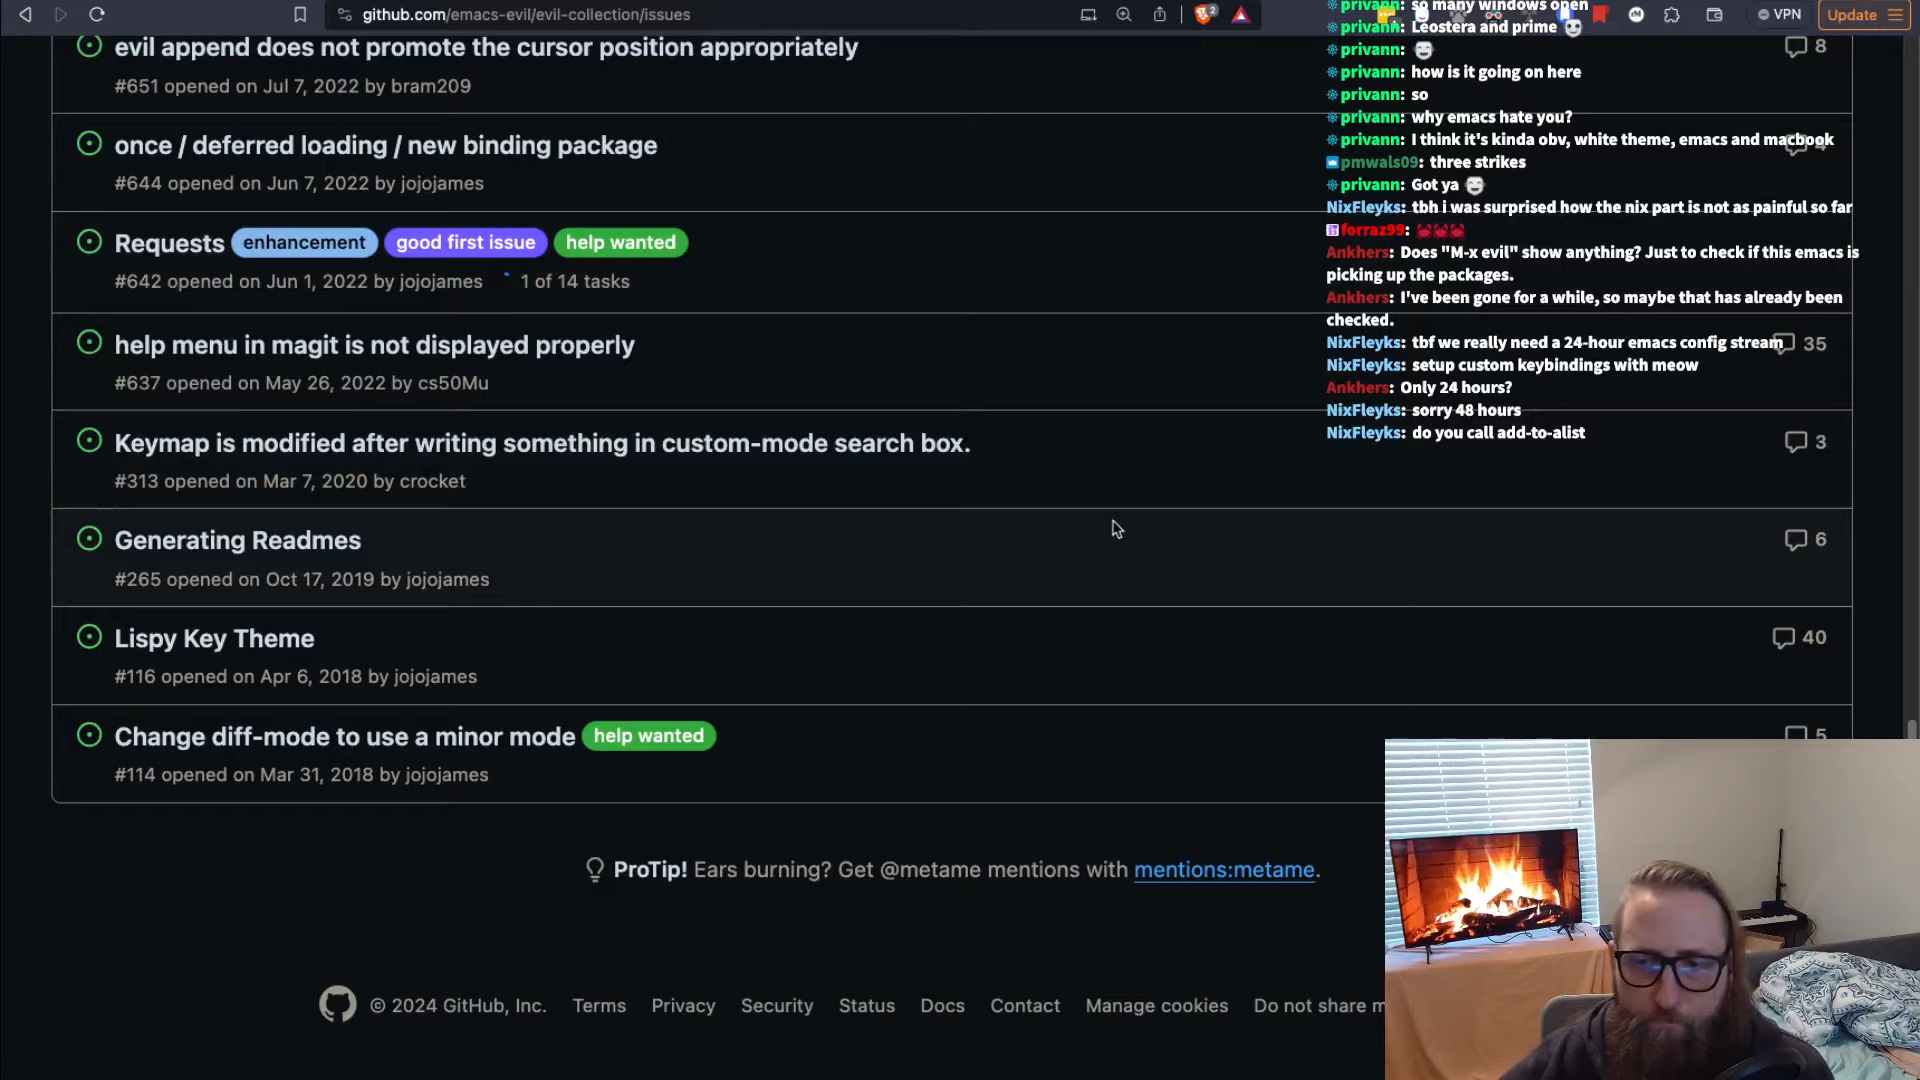 github.com/emacs-evil/evil-collection/issues
2
VPN
Update
evil append does not promote the cursor position appropriately
8
#651 opened on Jul 7, 2022 by bram209
once / deferred loading / new binding package
#644 opened on Jun 7, 2022 by jojojames
Requests enhancement good first issue help wanted
#642 opened on Jun 1, 2022 by jojojames 1 of 14 tasks
help menu in magit is not displayed properly
35
#637 opened on May 26, 2022 by cs50Mu
Keymap is modified after writing something in custom-mode search box.
3
#313 opened on Mar 7, 2020 by crocket
Generating Readmes
6
#265 opened on Oct 17, 2019 by jojojames
Lispy Key Theme
40
#116 opened on Apr 6, 2018 by jojojames
Change diff-mode to use a minor mode help wanted
5
#114 opened on Mar 31, 2018 by jojojames
ProTip! Ears burning? Get @metame mentions with mentions:metame.
© 2024 GitHub, Inc. Terms Privacy Security Status Docs Contact Manage cookies Do not share m
privann: so many windows open
privann: Leostera and prime
privann:
privann: how is it going on here
privann: so
privann: why emacs hate you?
privann: I think it's kinda obv, white theme, emacs and macbook
pmwals09: three strikes
privann: Got ya
NixFleyks: tbh i was surprised how the nix part is not as painful so far
forraz99:
Ankhers: Does "M-x evil" show anything? Just to check if this emacs is
picking up the packages.
Ankhers: I've been gone for a while, so maybe that has already been
checked.
NixFleyks: tbf we really need a 24-hour emacs config stream
NixFleyks: setup custom keybindings with meow
Ankhers: Only 24 hours?
NixFleyks: sorry 48 hours
NixFleyks: do you call add-to-alist